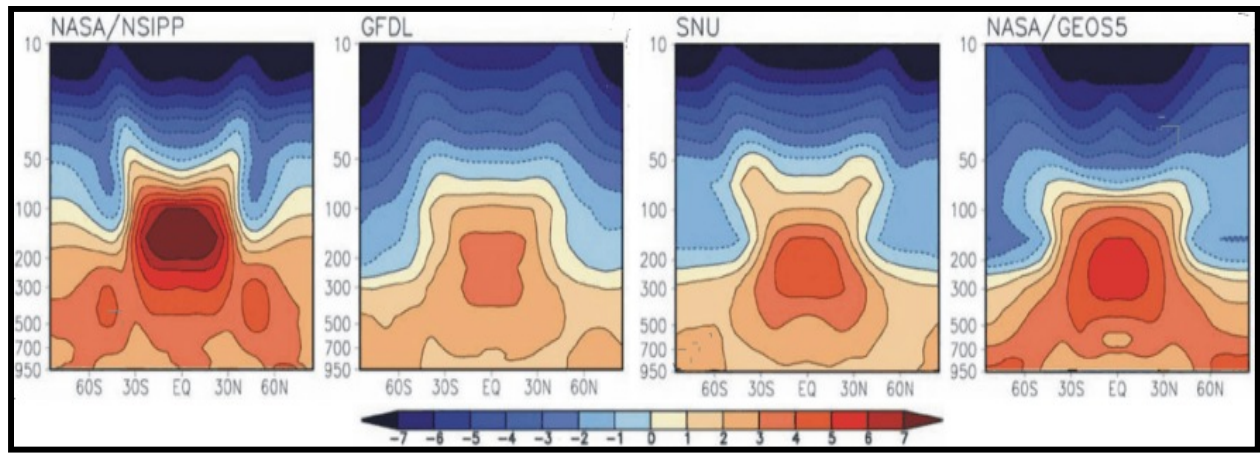 NASA/NSIPP GFDL SNU NASA/GEOS5
10 10 10 10
50 50 50 50
100 100 100 100
200 200 200 200
300 300 300 300
500 500 500 500
700 700 700 700
950 950 950 950
60S 30S EQ 30N 60N 60S 30S EQ 30N 60N 60S 30S EQ 30N 60N 60S 30S EQ 30N 60N
-7 -6 -5 -4 -3 -2 -1 0 1 2 3 4 5 6 7